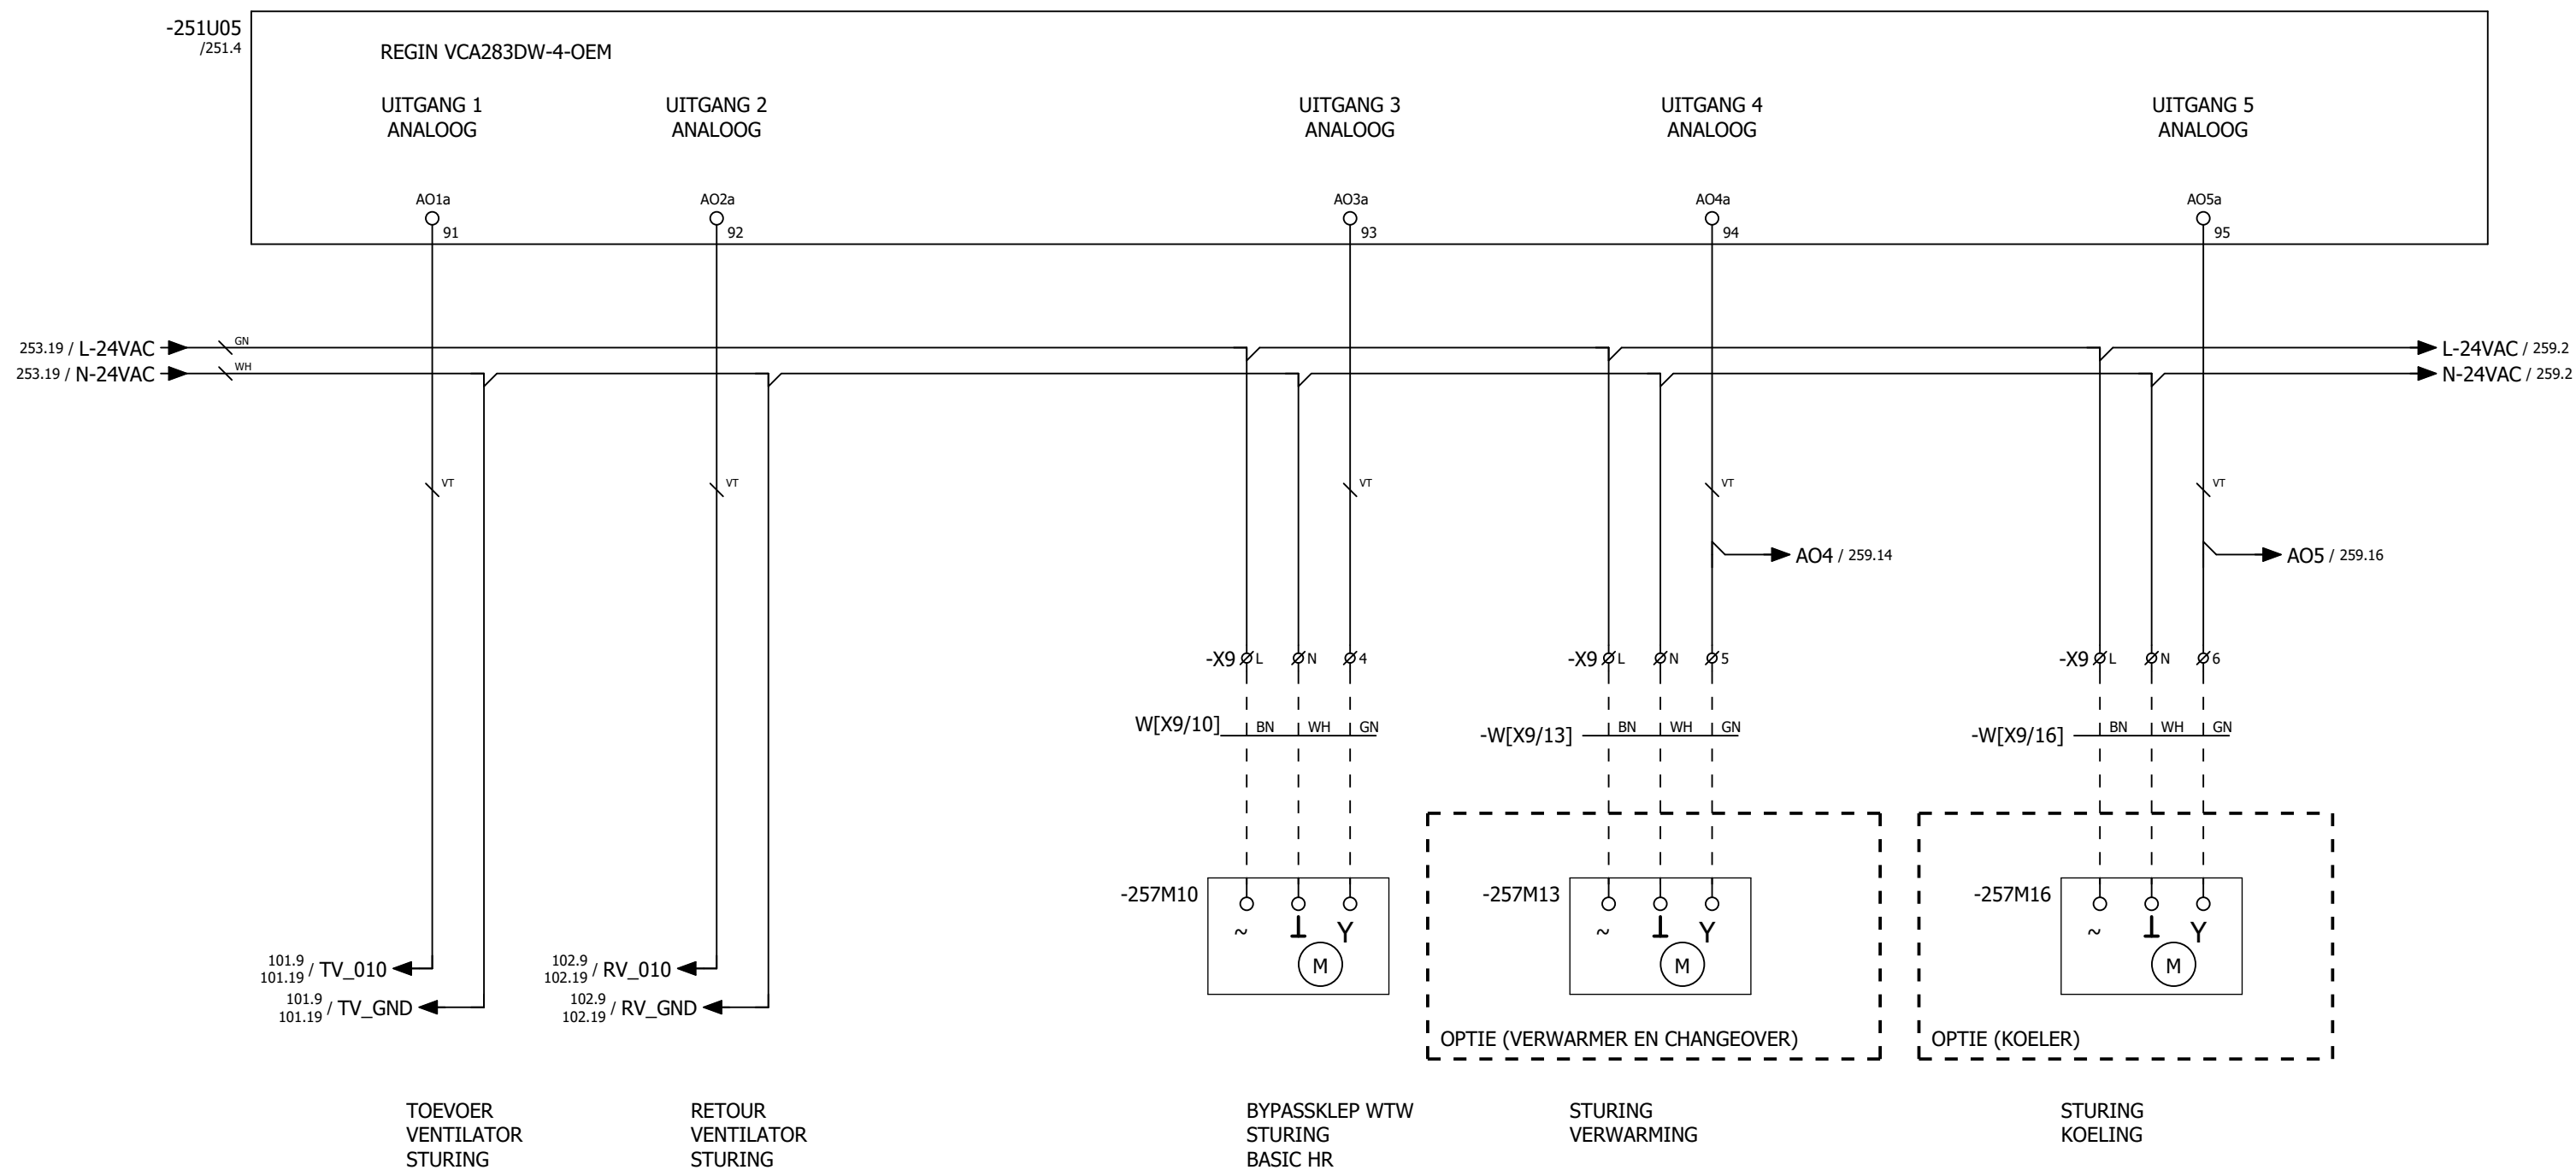 -251U05
/251.4
REGIN VCA283DW-4-OEM
UITGANG 1
ANALOOG
UITGANG 2
ANALOOG
UITGANG 3
ANALOOG
UITGANG 4
ANALOOG
UITGANG 5
ANALOOG
AO1a
91
AO2a
92
AO3a
93
AO4a
94
AO5a
95
253.19 / L-24VAC
GN
L-24VAC / 259.2
253.19 / N-24VAC
WH
N-24VAC / 259.2
VT
VT
VT
VT
VT
AO4 / 259.14
AO5 / 259.16
-X9 L N 4
-X9 L N 5
-X9 L N 6
W[X9/10] BN WH GN
-W[X9/13] BN WH GN
-W[X9/16] BN WH GN
-257M10
~ ⊥ Y
M
-257M13
~ ⊥ Y
M
-257M16
~ ⊥ Y
M
101.9
101.19 / TV_010
101.9
101.19 / TV_GND
102.9
102.19 / RV_010
102.9
102.19 / RV_GND
OPTIE (VERWARMER EN CHANGEOVER)
OPTIE (KOELER)
TOEVOER
VENTILATOR
STURING
RETOUR
VENTILATOR
STURING
BYPASSKLEP WTW
STURING
BASIC HR
STURING
VERWARMING
STURING
KOELING